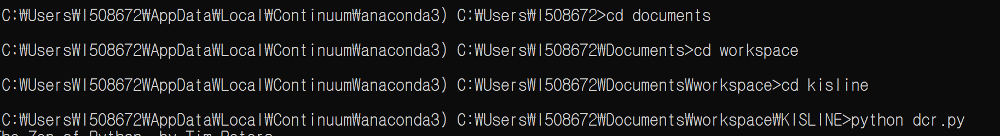 C:₩Users₩I508672₩AppData₩Local₩Continuum₩anaconda3) C:₩Users₩I508672>cd documents
C:₩Users₩I508672₩AppData₩Local₩Continuum₩anaconda3) C:₩Users₩I508672₩Documents>cd workspace
C:₩Users₩I508672₩AppData₩Local₩Continuum₩anaconda3) C:₩Users₩I508672₩Documents₩workspace>cd kisline
C:₩Users₩I508672₩AppData₩Local₩Continuum₩anaconda3) C:₩Users₩I508672₩Documents₩workspace₩KISLINE>python dcr.py
The Zen of Python, by Tim Peters